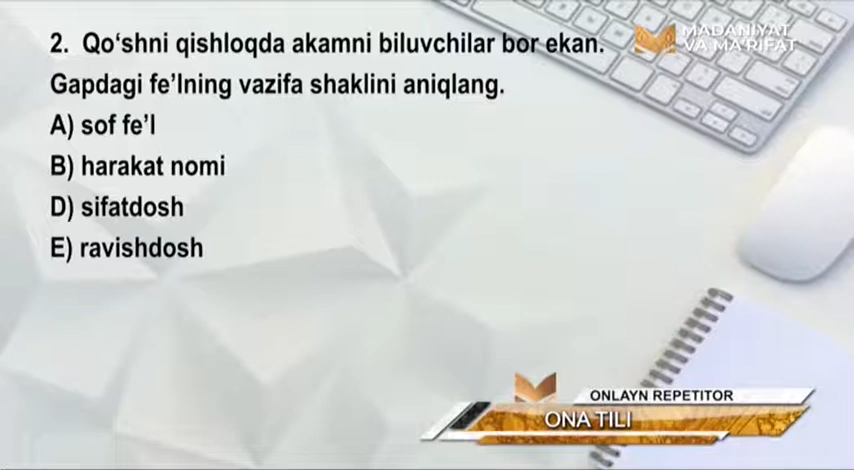 2. Qo‘shni qishloqda akamni biluvchilar bor ekan.
MADANIYAT
VA MA'RIFAT
Gapdagi fe’lning vazifa shaklini aniqlang.
A) sof fe’l
B) harakat nomi
D) sifatdosh
E) ravishdosh
ONLAYN REPETITOR
ONA TILI